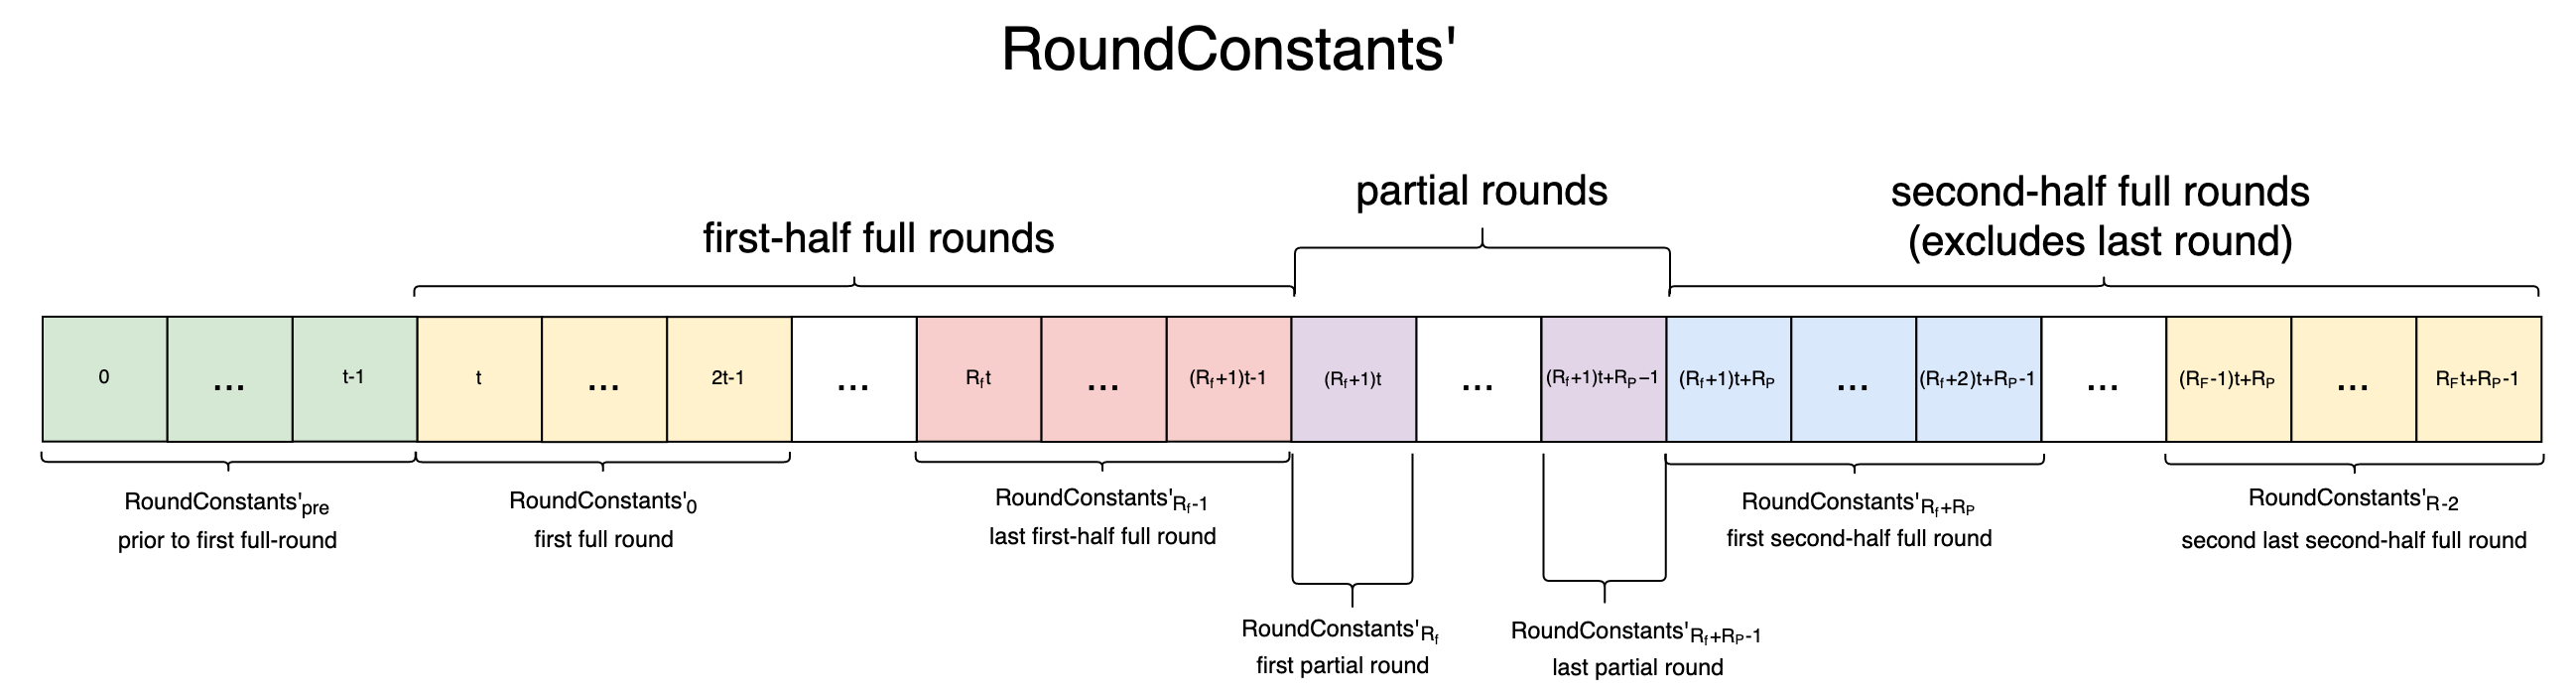 RoundConstants'
partial rounds
second-half full rounds
(excludes last round)
first-half full rounds
0 ... t-1 t ... 2t-1 ... R_f t ... (R_f+1)t-1 (R_f+1)t ... (R_f+1)t+R_P−1 (R_f+1)t+R_P ... (R_f+2)t+R_P-1 ... (R_F-1)t+R_P ... R_F t+R_P-1
RoundConstants'_pre
prior to first full-round
RoundConstants'_0
first full round
RoundConstants'_{R_f-1}
last first-half full round
RoundConstants'_{R_f+R_P}
first second-half full round
RoundConstants'_{R-2}
second last second-half full round
RoundConstants'_{R_f}
first partial round
RoundConstants'_{R_f+R_P-1}
last partial round